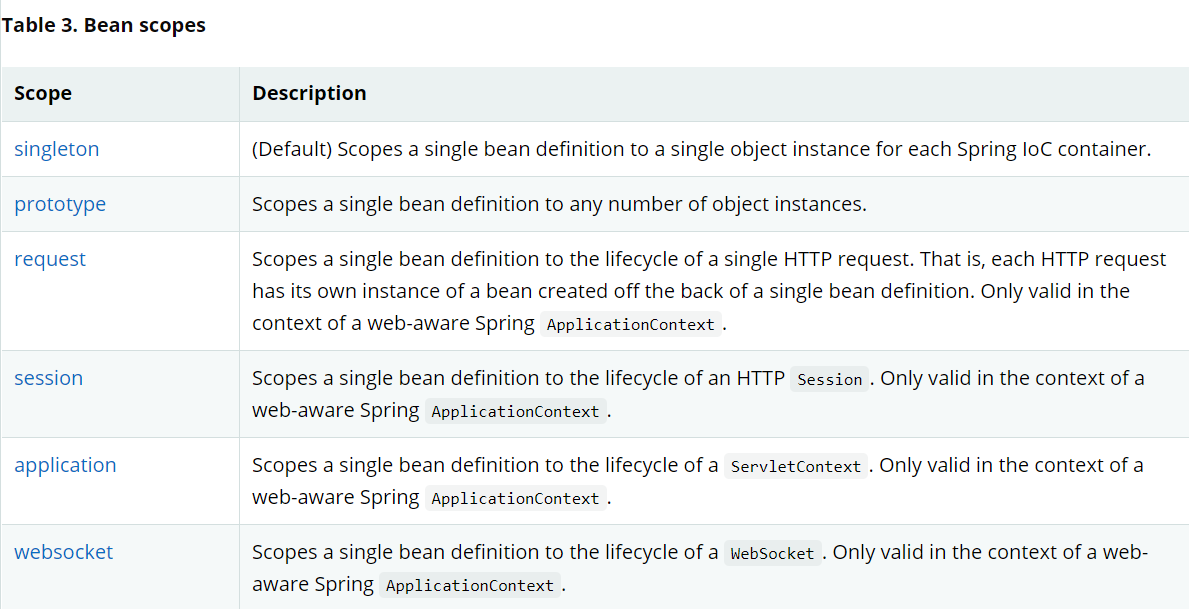 Table 3. Bean scopes
Scope Description
singleton (Default) Scopes a single bean definition to a single object instance for each Spring IoC container.
prototype Scopes a single bean definition to any number of object instances.
request Scopes a single bean definition to the lifecycle of a single HTTP request. That is, each HTTP request
has its own instance of a bean created off the back of a single bean definition. Only valid in the
context of a web-aware Spring ApplicationContext.
session Scopes a single bean definition to the lifecycle of an HTTP Session. Only valid in the context of a
web-aware Spring ApplicationContext.
application Scopes a single bean definition to the lifecycle of a ServletContext. Only valid in the context of a
web-aware Spring ApplicationContext.
websocket Scopes a single bean definition to the lifecycle of a WebSocket. Only valid in the context of a web-
aware Spring ApplicationContext.